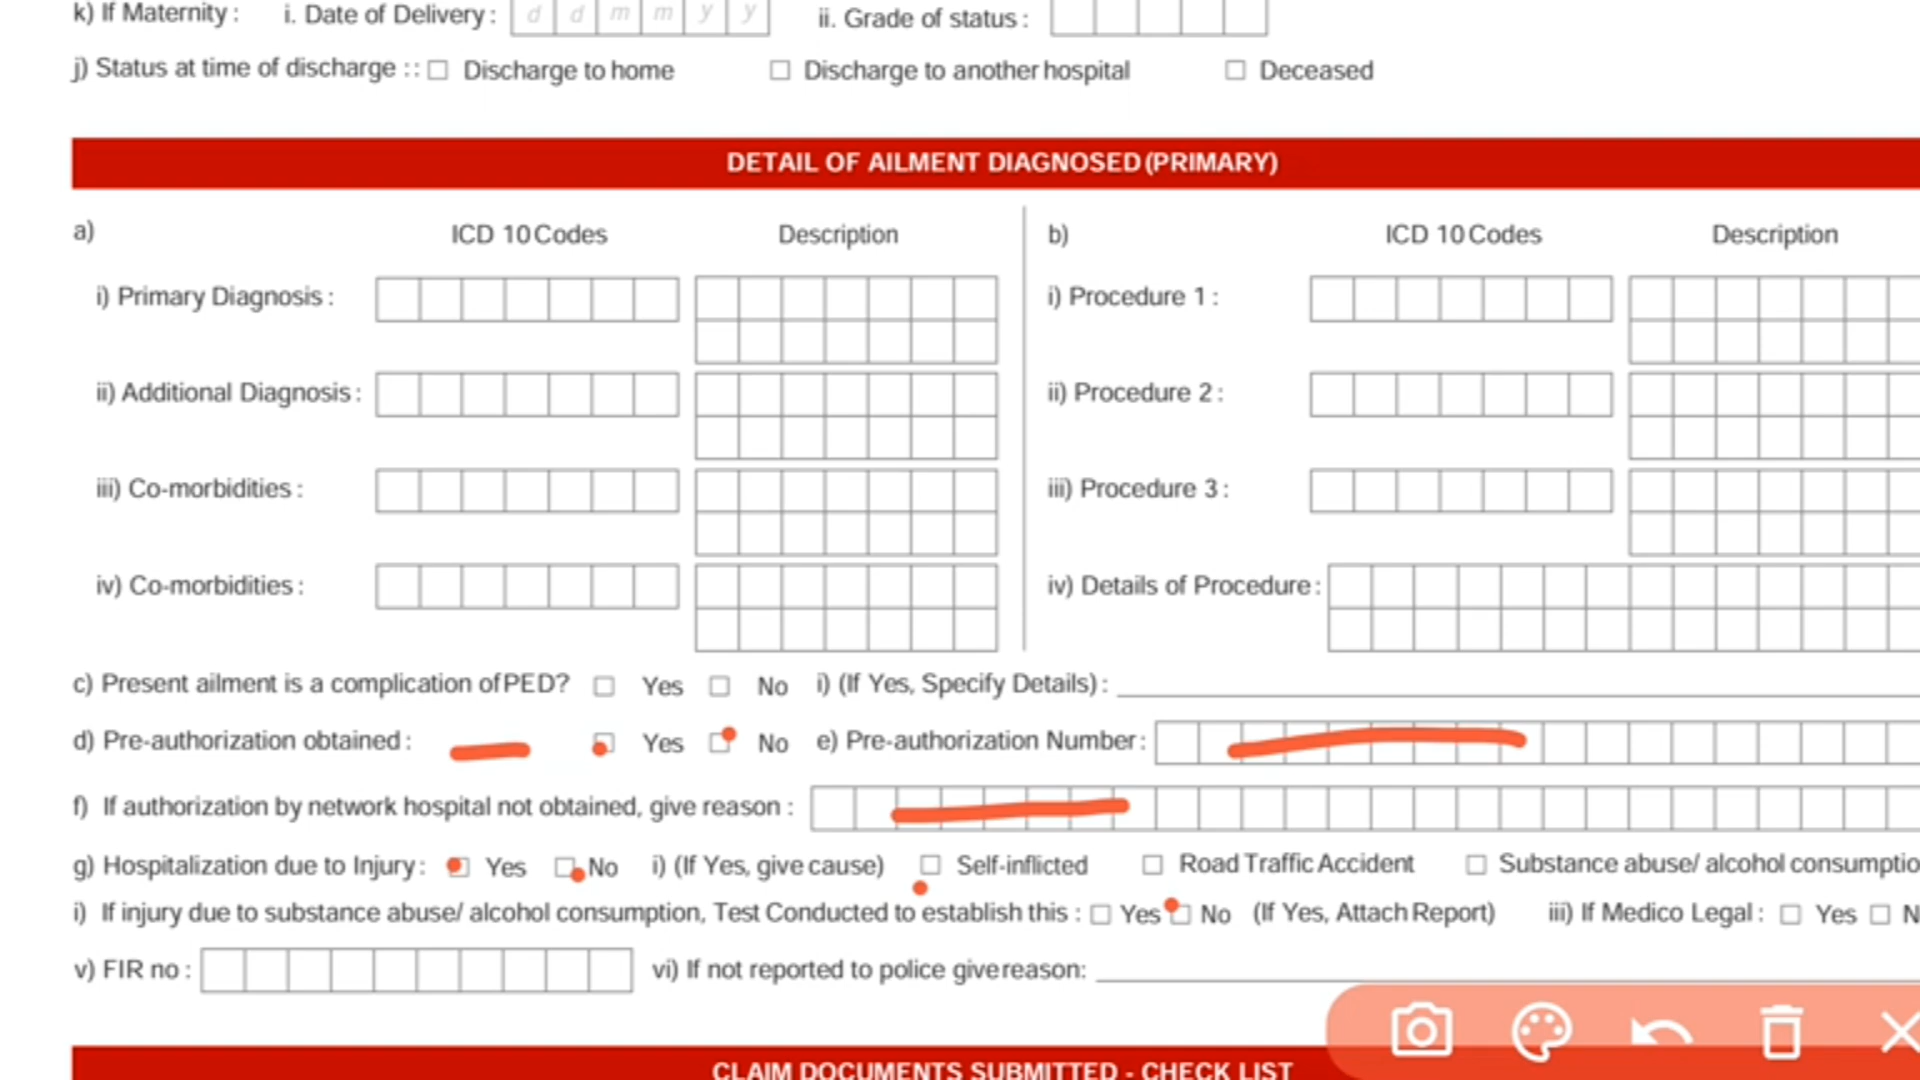 k) If Maternity : i. Date of Delivery : d d m m y y ii. Grade of status :
j) Status at time of discharge : : Discharge to home Discharge to another hospital Deceased
DETAIL OF AILMENT DIAGNOSED (PRIMARY)
a) ICD 10 Codes Description b) ICD 10 Codes Description
i) Primary Diagnosis : i) Procedure 1 :
ii) Additional Diagnosis : ii) Procedure 2 :
iii) Co-morbidities : iii) Procedure 3 :
iv) Co-morbidities : iv) Details of Procedure :
c) Present ailment is a complication of PED? Yes No i) (If Yes, Specify Details) :
d) Pre-authorization obtained : Yes No e) Pre-authorization Number :
f) If authorization by network hospital not obtained, give reason :
g) Hospitalization due to Injury : Yes No i) (If Yes, give cause) Self-inflicted Road Traffic Accident Substance abuse/ alcohol consumptio
i) If injury due to substance abuse/ alcohol consumption, Test Conducted to establish this : Yes No (If Yes, Attach Report) iii) If Medico Legal : Yes N
v) FIR no : vi) If not reported to police give reason:
CLAIM DOCUMENTS SUBMITTED - CHECK LIST